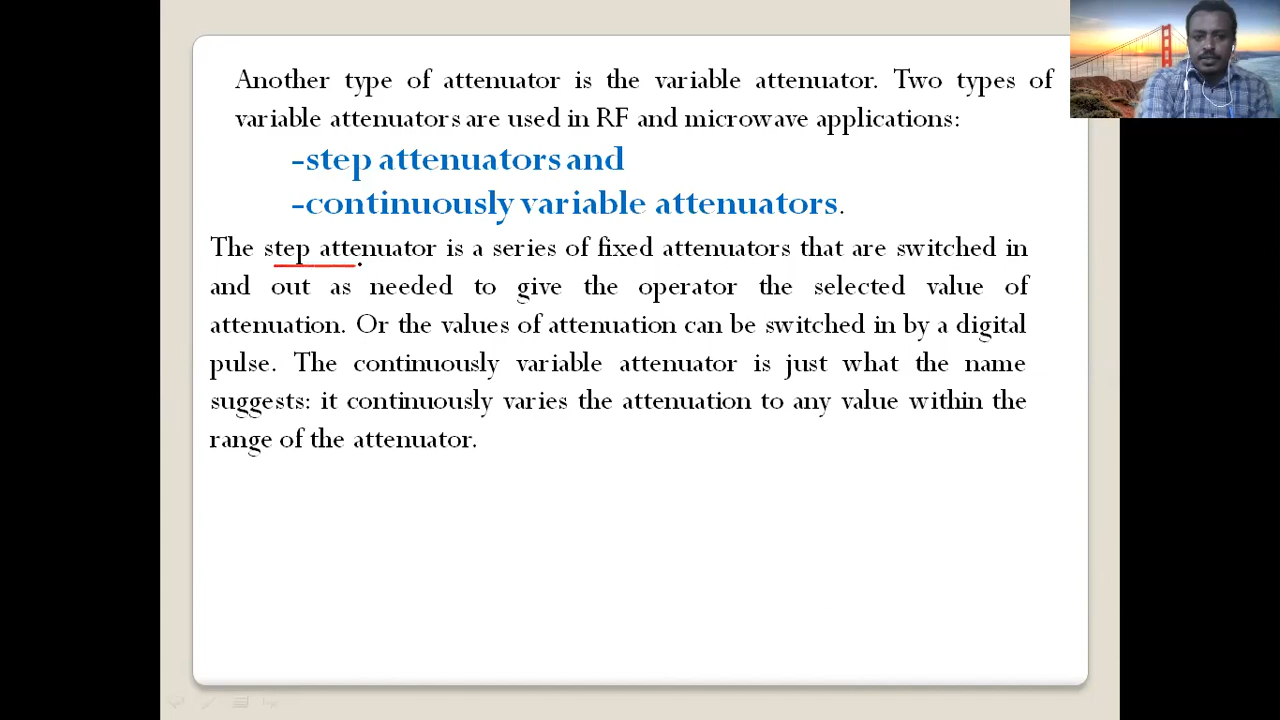 Another type of attenuator is the variable attenuator. Two types of
variable attenuators are used in RF and microwave applications:
-step attenuators and
-continuously variable attenuators.
The step attenuator is a series of fixed attenuators that are switched in
and out as needed to give the operator the selected value of
attenuation. Or the values of attenuation can be switched in by a digital
pulse. The continuously variable attenuator is just what the name
suggests: it continuously varies the attenuation to any value within the
range of the attenuator.